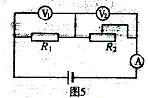 V₁ V₂
R₁ R₂
A
图5